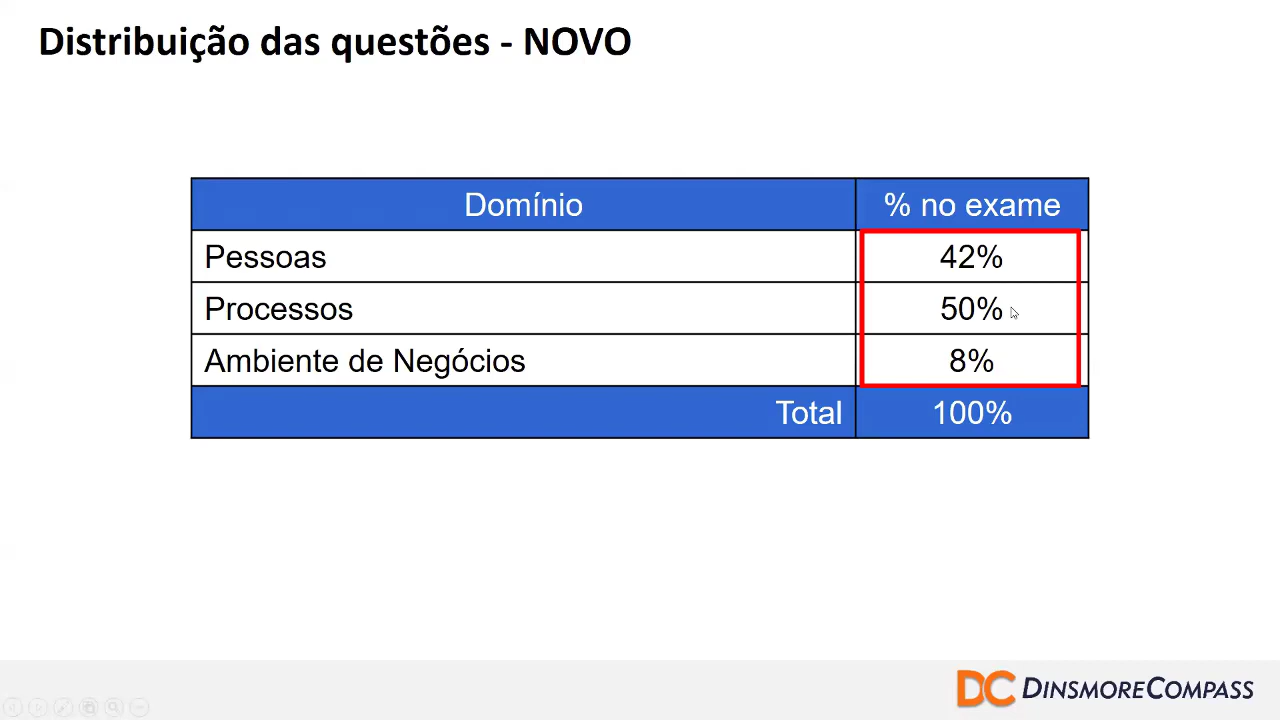 Distribuição das questões - NOVO
Domínio % no exame
Pessoas 42%
Processos 50%
Ambiente de Negócios 8%
Total 100%
DC DINSMORECOMPASS